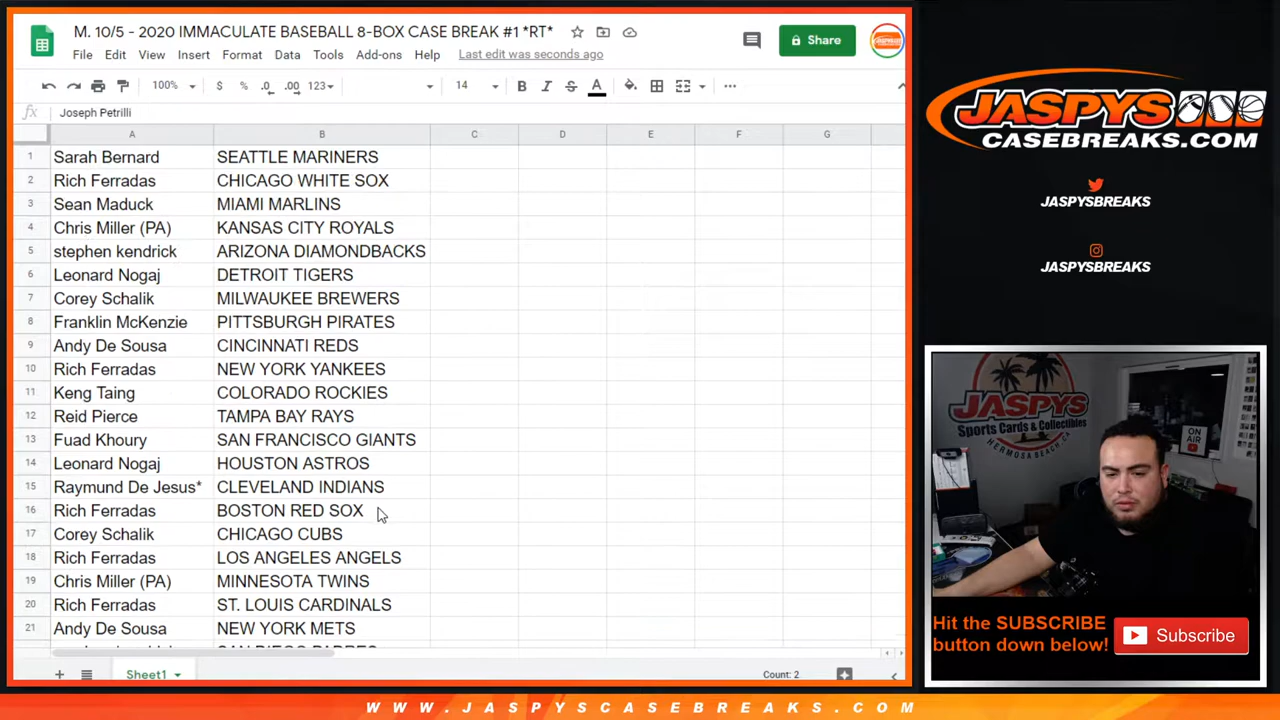 M. 10/5 - 2020 IMMACULATE BASEBALL 8-BOX CASE BREAK #1 *RT*
File Edit View Insert Format Data Tools Add-ons Help Last edit was seconds ago
Share
100% $ % .0 .00 123 14 B I S A
fx Joseph Petrilli
A B C D E F G
1 Sarah Bernard SEATTLE MARINERS
2 Rich Ferradas CHICAGO WHITE SOX
3 Sean Maduck MIAMI MARLINS
4 Chris Miller (PA) KANSAS CITY ROYALS
5 stephen kendrick ARIZONA DIAMONDBACKS
6 Leonard Nogaj DETROIT TIGERS
7 Corey Schalik MILWAUKEE BREWERS
8 Franklin McKenzie PITTSBURGH PIRATES
9 Andy De Sousa CINCINNATI REDS
10 Rich Ferradas NEW YORK YANKEES
11 Keng Taing COLORADO ROCKIES
12 Reid Pierce TAMPA BAY RAYS
13 Fuad Khoury SAN FRANCISCO GIANTS
14 Leonard Nogaj HOUSTON ASTROS
15 Raymund De Jesus* CLEVELAND INDIANS
16 Rich Ferradas BOSTON RED SOX
17 Corey Schalik CHICAGO CUBS
18 Rich Ferradas LOS ANGELES ANGELS
19 Chris Miller (PA) MINNESOTA TWINS
20 Rich Ferradas ST. LOUIS CARDINALS
21 Andy De Sousa NEW YORK METS
SAN DIEGO PADRES
Sheet1 Count: 2
JASPYS
CASEBREAKS.COM
JASPYSBREAKS
JASPYSBREAKS
JASPYS
Sports Cards & Collectibles
HERMOSA BEACH, CA
ON AIR
Hit the SUBSCRIBE
button down below!
Subscribe
WWW.JASPYSCASEBREAKS.COM